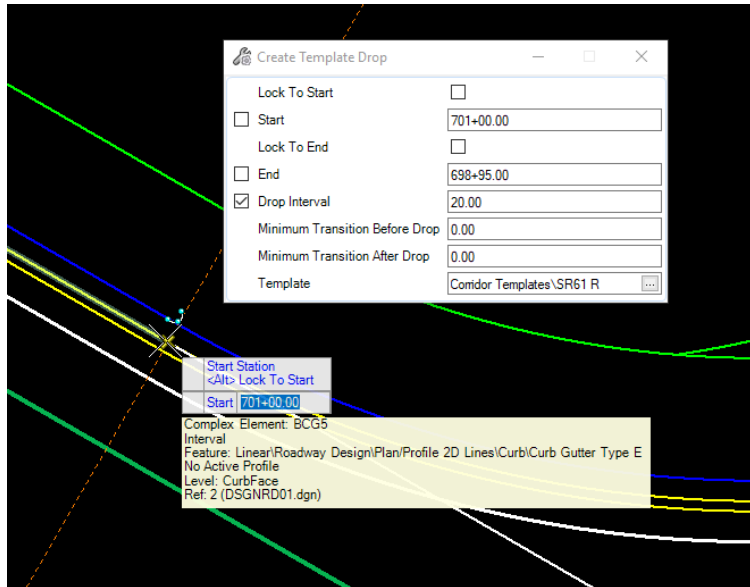 Create Template Drop
Lock To Start
Start 701+00.00
Lock To End
End 698+95.00
Drop Interval 20.00
Minimum Transition Before Drop 0.00
Minimum Transition After Drop 0.00
Template Corridor Templates\SR61 R ...
Start Station
<Alt> Lock To Start
Start 701+00.00
Complex Element: BCG5
Interval
Feature: Linear\Roadway Design\Plan/Profile 2D Lines\Curb\Curb Gutter Type E
No Active Profile
Level: CurbFace
Ref: 2 (DSGNRD01.dgn)